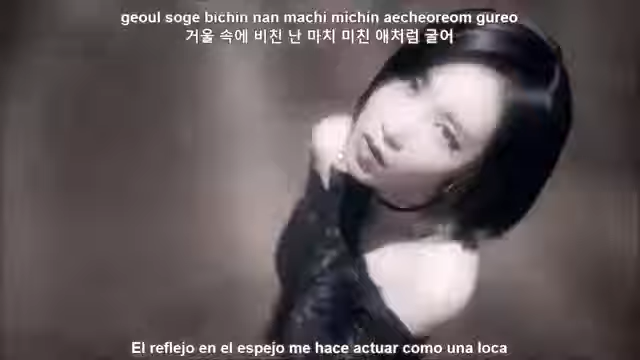 geoul soge bichin nan machi michin aecheoreom gureo
거울 속에 비친 난 마치 미친 애처럼 굴어
El reflejo en el espejo me hace actuar como una loca